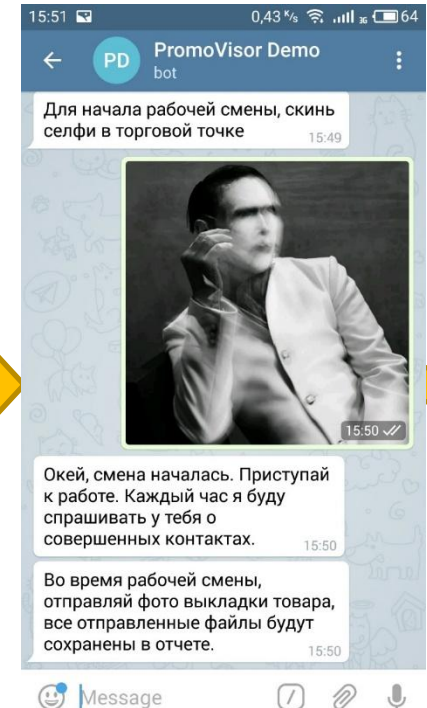 15:51 0,43 ᴷ/s 3G 64
PD PromoVisor Demo
bot
Для начала рабочей смены, скинь
селфи в торговой точке 15:49
15:50
Окей, смена началась. Приступай
к работе. Каждый час я буду
спрашивать у тебя о
совершенных контактах. 15:50
Во время рабочей смены,
отправляй фото выкладки товара,
все отправленные файлы будут
сохранены в отчете. 15:50
Message